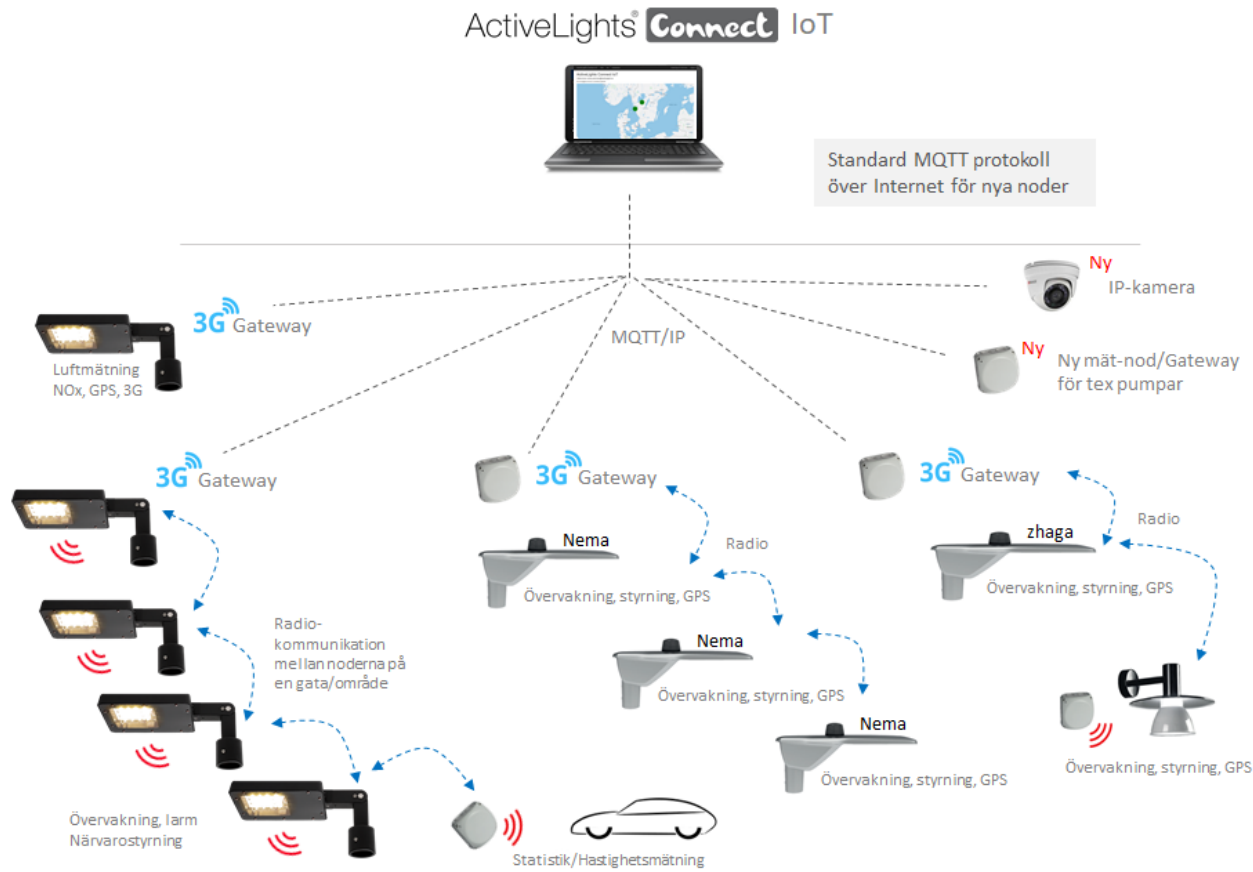 ActiveLights® Connect IoT
Standard MQTT protokoll
över Internet för nya noder
Ny
IP-kamera
3G Gateway
MQTT/IP
Luftmätning
NOx, GPS, 3G
Ny
Ny mät-nod/Gateway
för tex pumpar
3G Gateway
3G Gateway
3G Gateway
Nema
Radio
zhaga
Radio
Övervakning, styrning, GPS
Övervakning, styrning, GPS
Radio-
kommunikation
mellan noderna på
en gata/område
Nema
Övervakning, styrning, GPS
Nema
Övervakning, styrning, GPS
Övervakning, styrning, GPS
Övervakning, larm
Närvarostyrning
Statistik/Hastighetsmätning